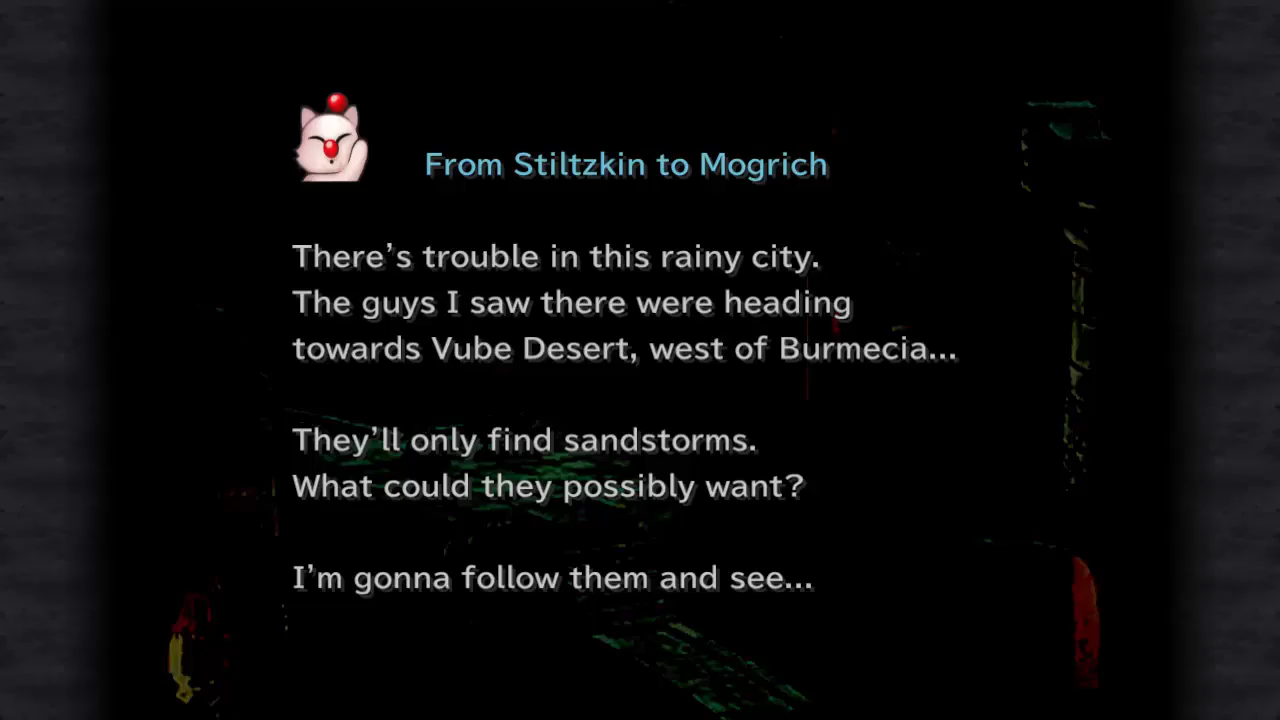 From Stiltzkin to Mogrich
There's trouble in this rainy city.
The guys I saw there were heading
towards Vube Desert, west of Burmecia...
They'll only find sandstorms.
What could they possibly want?
I'm gonna follow them and see...